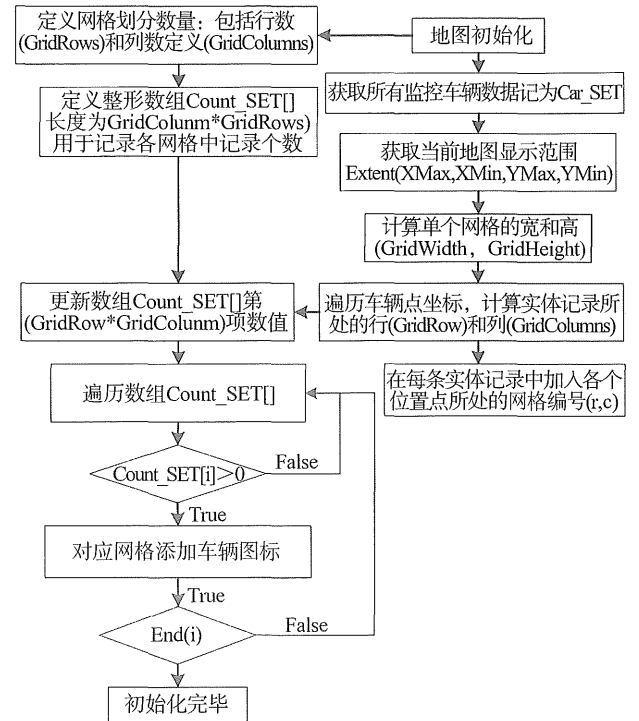 定义网格划分数量：包括行数
(GridRows)和列数定义(GridColumns)
地图初始化
获取所有监控车辆数据记为Car_SET
定义整形数组Count_SET[]
长度为GridColunm*GridRows)
用于记录各网格中记录个数
获取当前地图显示范围
Extent(XMax,XMin,YMax,YMin)
计算单个网格的宽和高
(GridWidth，GridHeight)
更新数组Count_SET[]第
(GridRow*GridColunm)项数值
遍历车辆点坐标，计算实体记录所
处的行(GridRow)和列(GridColumns)
在每条实体记录中加入各个
位置点所处的网格编号(r,c)
遍历数组Count_SET[]
Count_SET[i]＞0
False
True
对应网格添加车辆图标
True
End(i)
False
初始化完毕